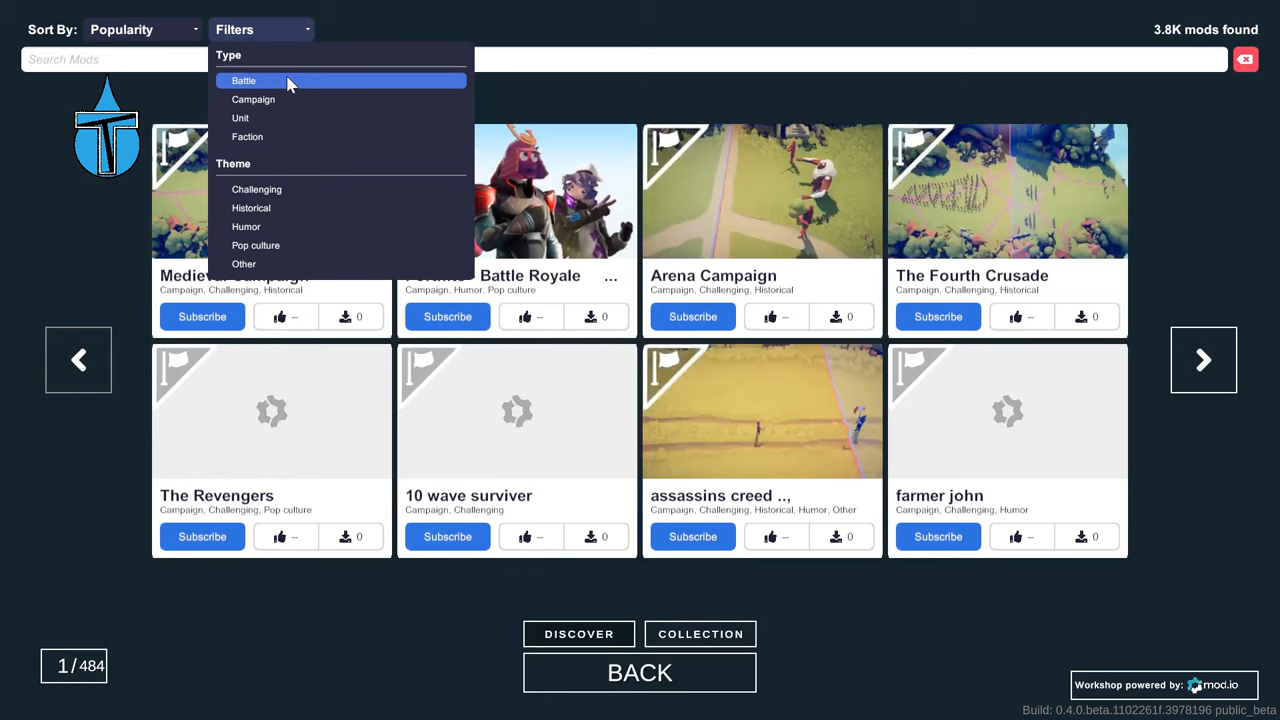 Sort By: Popularity Filters 3.8K mods found
Search Mods
Type
Battle
Campaign
Unit
Faction
Theme
Challenging
Historical
Humor
Pop culture
Other
T
Campaign, Challenging, Historical
Subscribe -- 0
Battle Royale ...
Campaign, Humor, Pop culture
Subscribe -- 0
Arena Campaign
Campaign, Challenging, Historical
Subscribe -- 0
The Fourth Crusade
Campaign, Challenging, Historical
Subscribe -- 0
The Revengers
Campaign, Challenging, Pop culture
Subscribe -- 0
10 wave surviver
Campaign, Challenging
Subscribe -- 0
assassins creed ..,
Campaign, Challenging, Historical, Humor, Other
Subscribe -- 0
farmer john
Campaign, Challenging, Humor
Subscribe -- 0
DISCOVER COLLECTION
BACK
1/484
Workshop powered by: mod.io
Build: 0.4.0.beta.1102261f.3978196 public_beta